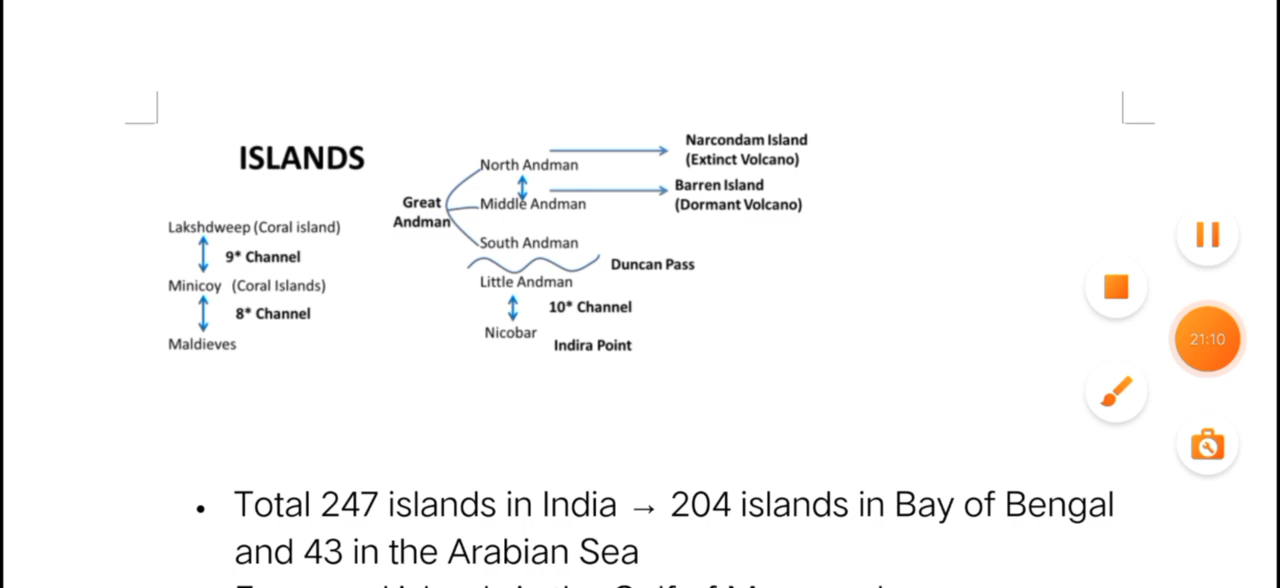 ISLANDS
Lakshdweep (Coral island)
9* Channel
Minicoy (Coral Islands)
8* Channel
Maldieves
Great
Andman
North Andman
Middle Andman
South Andman
Duncan Pass
Little Andman
10* Channel
Nicobar
Indira Point
Narcondam Island
(Extinct Volcano)
Barren Island
(Dormant Volcano)
21:10
• Total 247 islands in India → 204 islands in Bay of Bengal
and 43 in the Arabian Sea